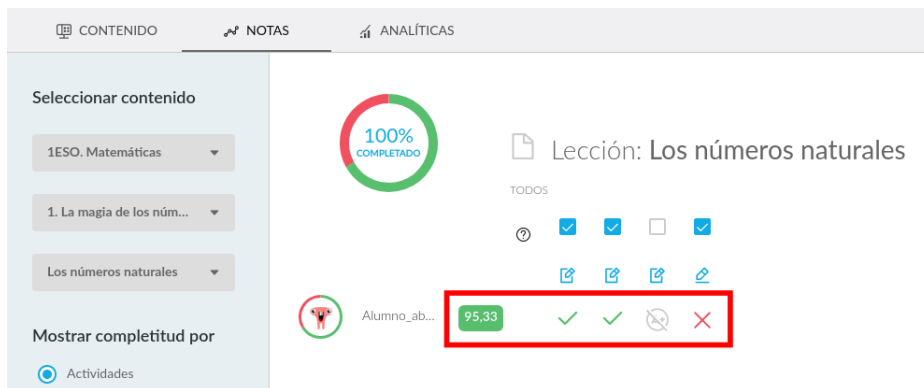 CONTENIDO
NOTAS
ANALÍTICAS
Seleccionar contenido
1ESO. Matemáticas
1. La magia de los núm...
Los números naturales
Mostrar completitud por
Actividades
100%
COMPLETADO
Lección: Los números naturales
TODOS
Alumno_ab...
95,33
A+